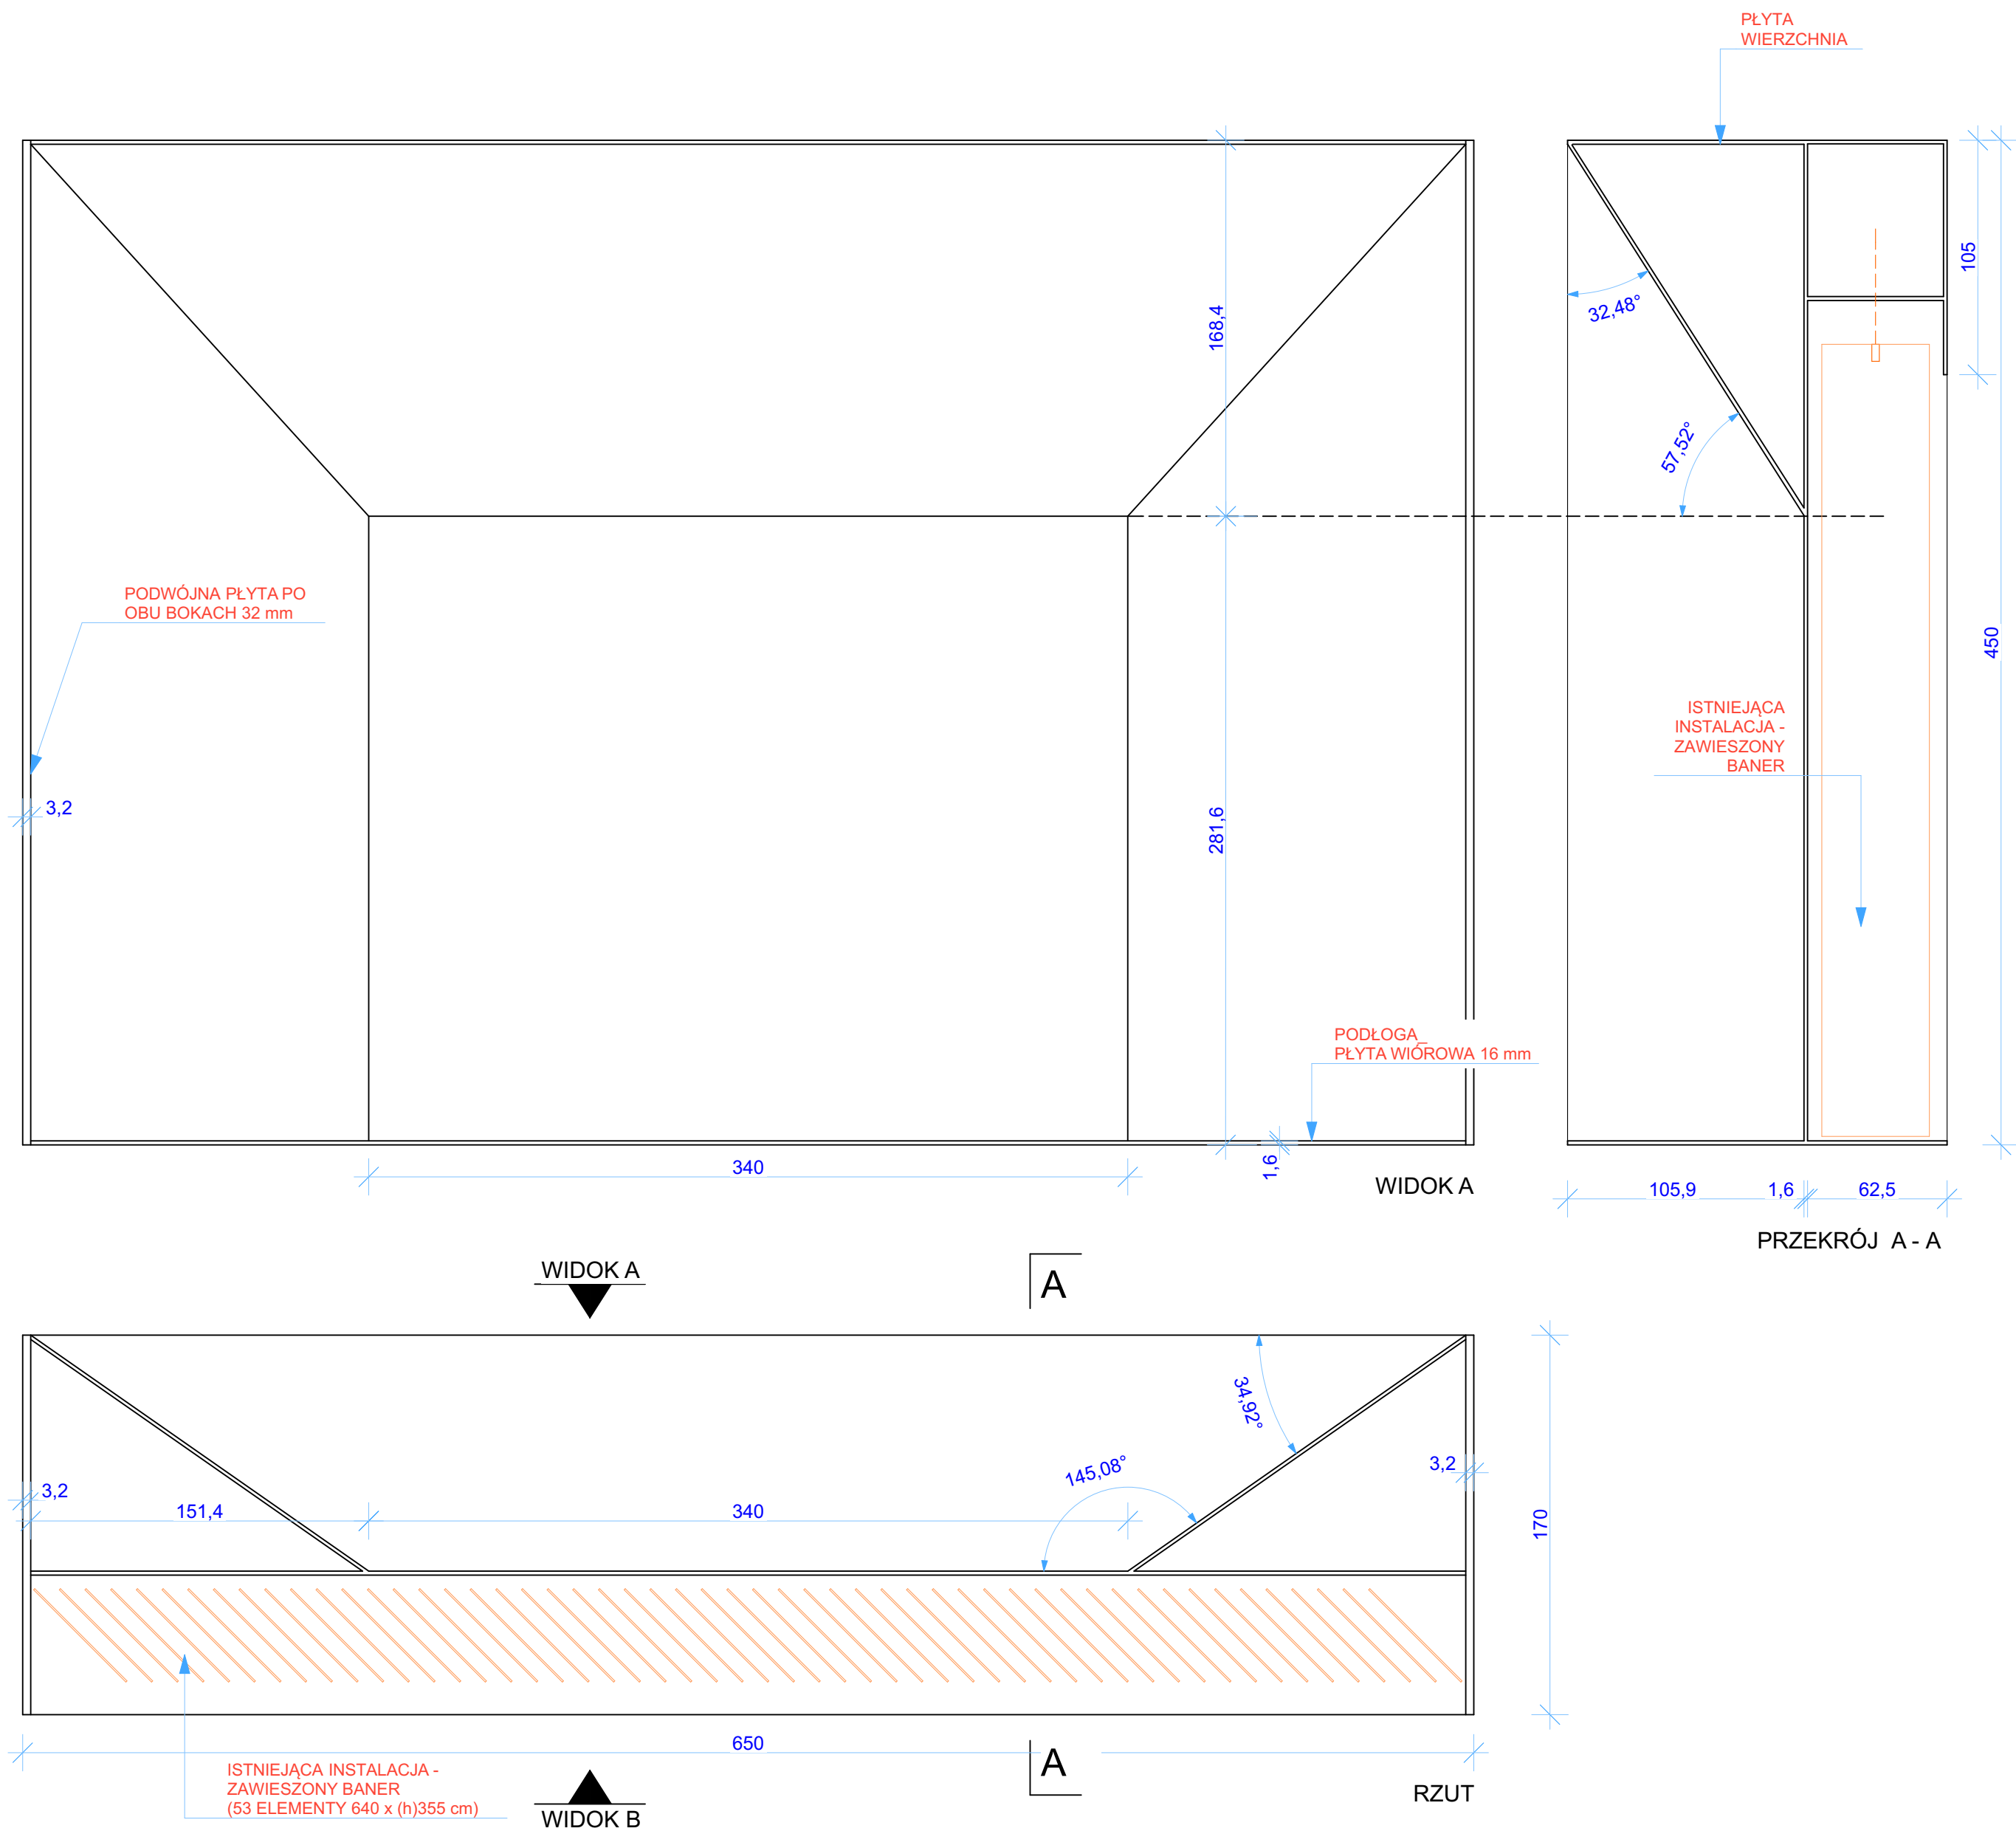 PŁYTA
WIERZCHNIA
168,4
32,48°
105
57,52°
450
PODWÓJNA PŁYTA PO
OBU BOKACH 32 mm
3,2
281,6
ISTNIEJĄCA
INSTALACJA -
ZAWIESZONY
BANER
PODŁOGA_
PŁYTA WIÓROWA 16 mm
340
1,6
WIDOK A
105,9
1,6
62,5
PRZEKRÓJ A - A
WIDOK A
A
34,92°
145,08°
3,2
3,2
151,4
340
170
650
ISTNIEJĄCA INSTALACJA -
ZAWIESZONY BANER
(53 ELEMENTY 640 x (h)355 cm)
WIDOK B
A
RZUT